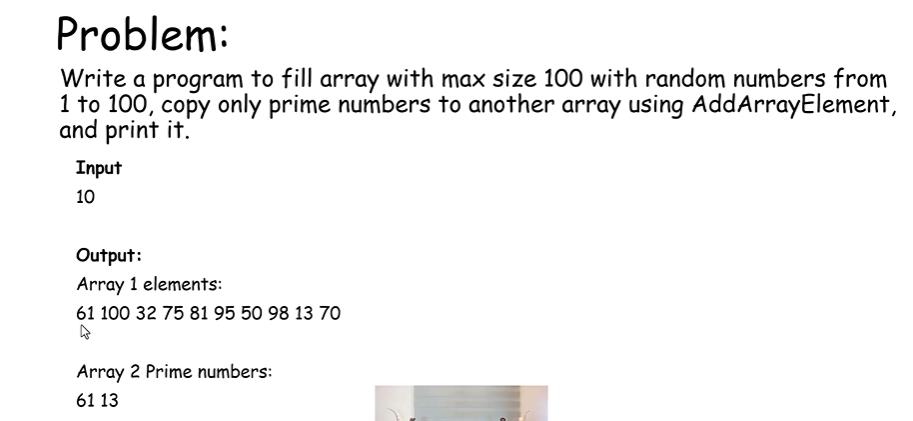 Problem:
Write a program to fill array with max size 100 with random numbers from
1 to 100, copy only prime numbers to another array using AddArrayElement,
and print it.
Input
10
Output:
Array 1 elements:
61 100 32 75 81 95 50 98 13 70
Array 2 Prime numbers:
61 13